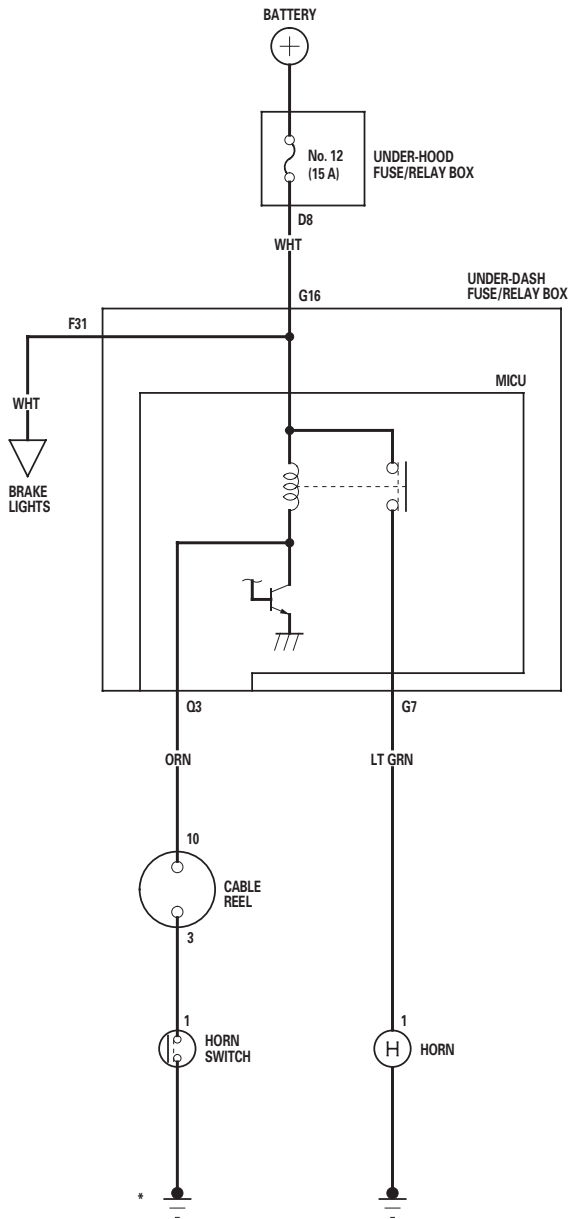 BATTERY
No. 12
(15 A)
UNDER-HOOD
FUSE/RELAY BOX
D8
WHT
UNDER-DASH
FUSE/RELAY BOX
G16
F31
MICU
WHT
BRAKE
LIGHTS
Q3
G7
ORN
LT GRN
10
CABLE
REEL
3
1
HORN
SWITCH
1
H
HORN
*